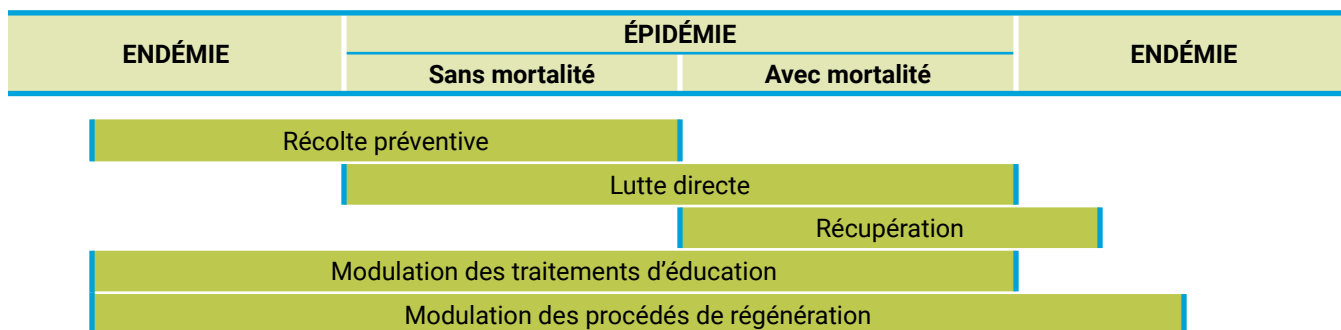 ENDÉMIE
ÉPIDÉMIE
Sans mortalité
Avec mortalité
ENDÉMIE
Récolte préventive
Lutte directe
Récupération
Modulation des traitements d’éducation
Modulation des procédés de régénération